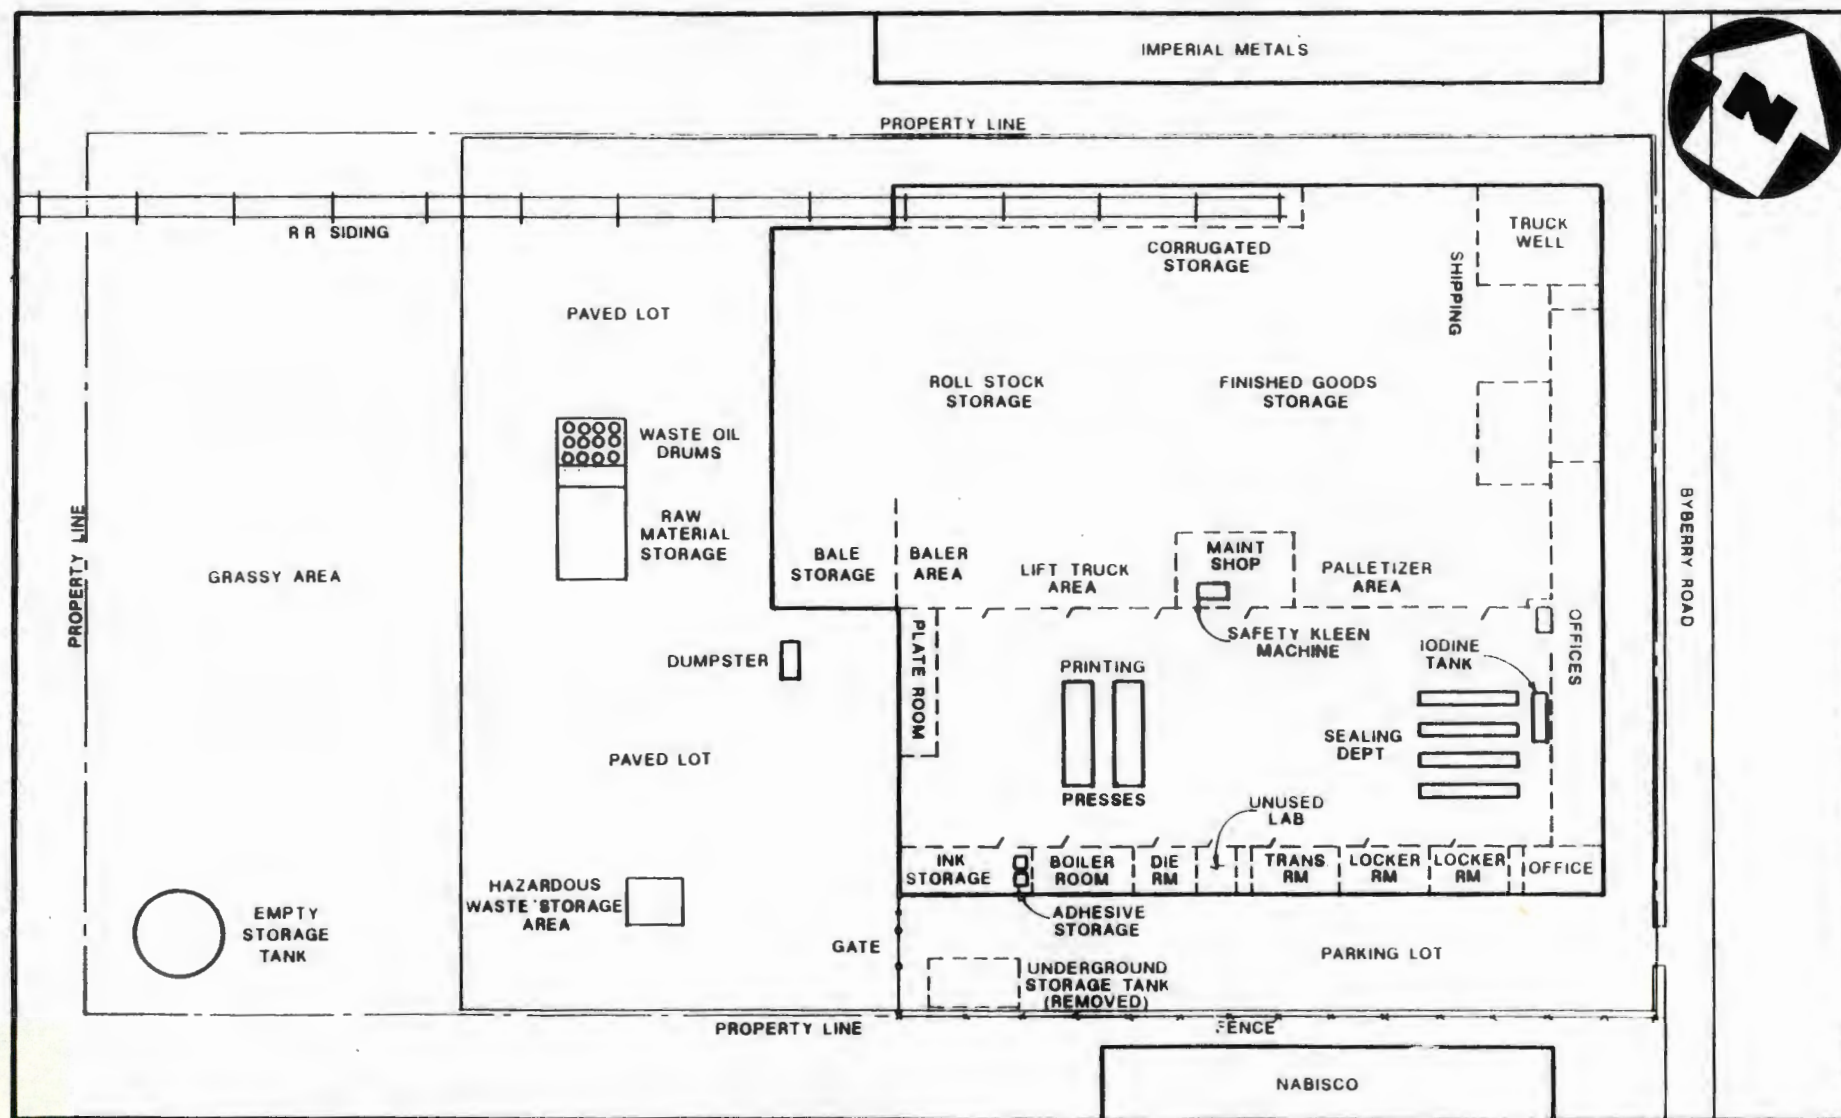 IMPERIAL METALS
N
PROPERTY LINE
R R SIDING
CORRUGATED
STORAGE
TRUCK
WELL
SHIPPING
PAVED LOT
ROLL STOCK
STORAGE
FINISHED GOODS
STORAGE
WASTE OIL
DRUMS
RAW
MATERIAL
STORAGE
PROPERTY LINE
GRASSY AREA
BALE
STORAGE
BALER
AREA
LIFT TRUCK
AREA
MAINT
SHOP
PALLETIZER
AREA
BYBERRY ROAD
SAFETY KLEEN
MACHINE
OFFICES
IODINE
TANK
PLATE ROOM
DUMPSTER
PRINTING
PRESSES
SEALING
DEPT
PAVED LOT
UNUSED
LAB
INK
STORAGE
BOILER
ROOM
DIE
RM
TRANS
RM
LOCKER
RM
LOCKER
RM
OFFICE
HAZARDOUS
WASTE STORAGE
AREA
EMPTY
STORAGE
TANK
ADHESIVE
STORAGE
GATE
PARKING LOT
UNDERGROUND
STORAGE TANK
(REMOVED)
PROPERTY LINE
FENCE
NABISCO